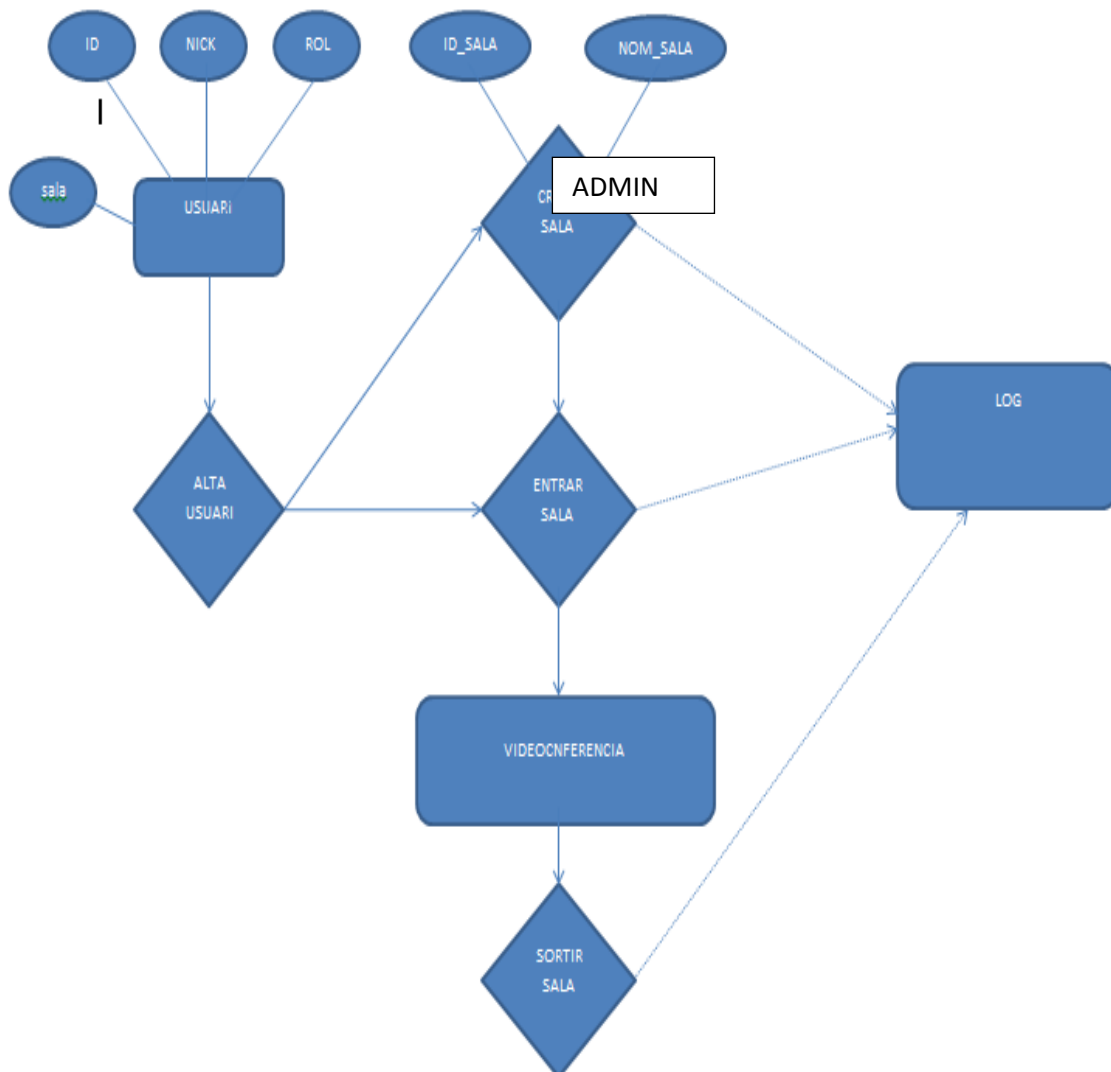 ID
NICK
ROL
ID_SALA
NOM_SALA
sala
USUARi
ADMIN
SALA
LOG
ALTA
USUARI
ENTRAR
SALA
VIDEOCNFERENCIA
SORTIR
SALA